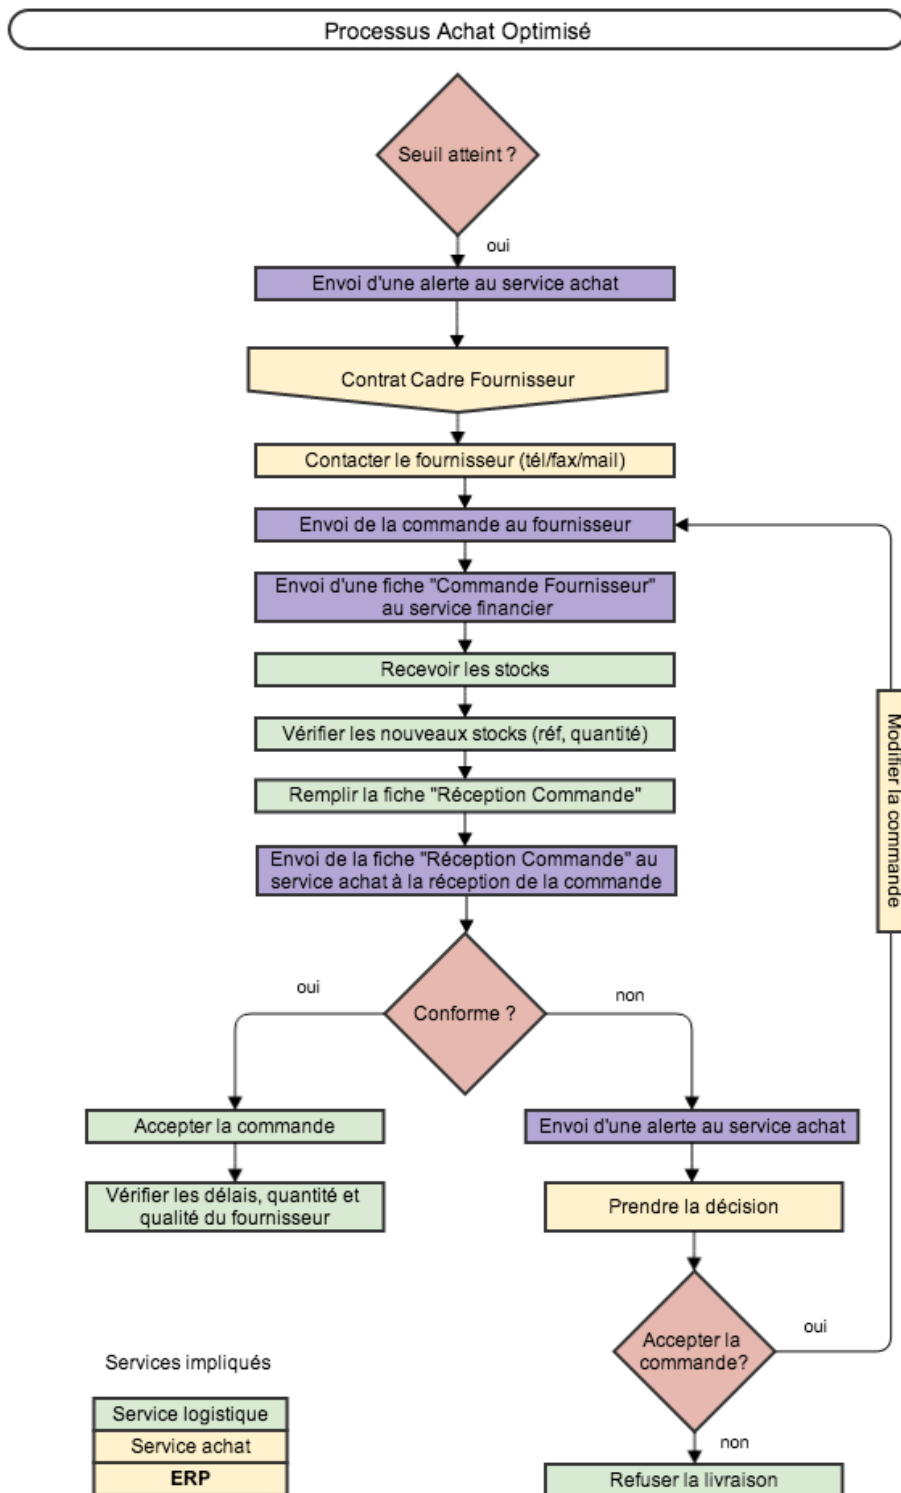 Processus Achat Optimisé
Seuil atteint ?
oui
Envoi d'une alerte au service achat
Contrat Cadre Fournisseur
Contacter le fournisseur (tél/fax/mail)
Envoi de la commande au fournisseur
Envoi d'une fiche "Commande Fournisseur"
au service financier
Recevoir les stocks
Vérifier les nouveaux stocks (réf, quantité)
Modifier la commande
Remplir la fiche "Réception Commande"
Envoi de la fiche "Réception Commande" au
service achat à la réception de la commande
oui
Conforme ?
non
Accepter la commande
Envoi d'une alerte au service achat
Vérifier les délais, quantité et
qualité du fournisseur
Prendre la décision
Accepter la
commande?
oui
non
Refuser la livraison
Services impliqués
Service logistique
Service achat
ERP